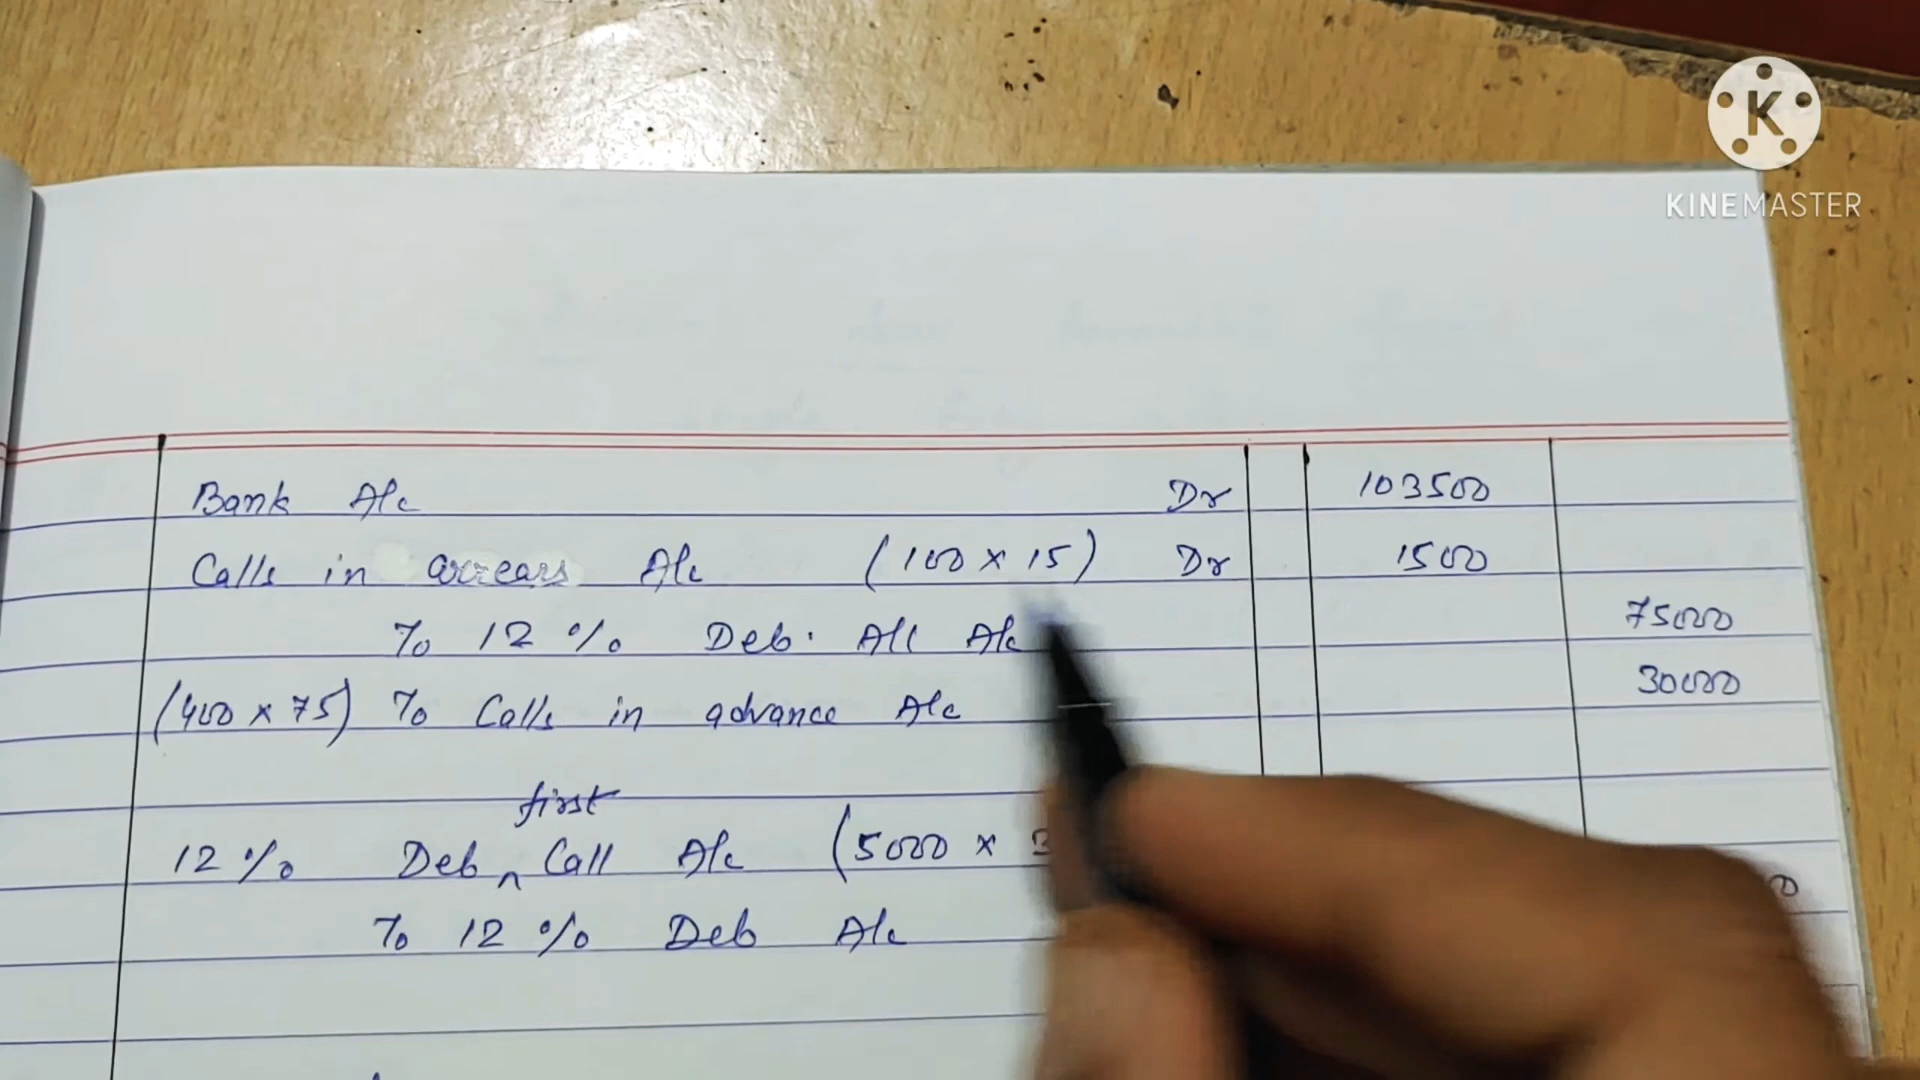 K
KINEMASTER
Bank A/c Dr 103500
Calls in arrears A/c (100 × 15) Dr 1500
To 12 % Deb. All A/c 75000
(400 × 75) To Calls in advance A/c 30000
first
12 % Deb ^ Call A/c (5000 × 3
To 12 % Deb A/c